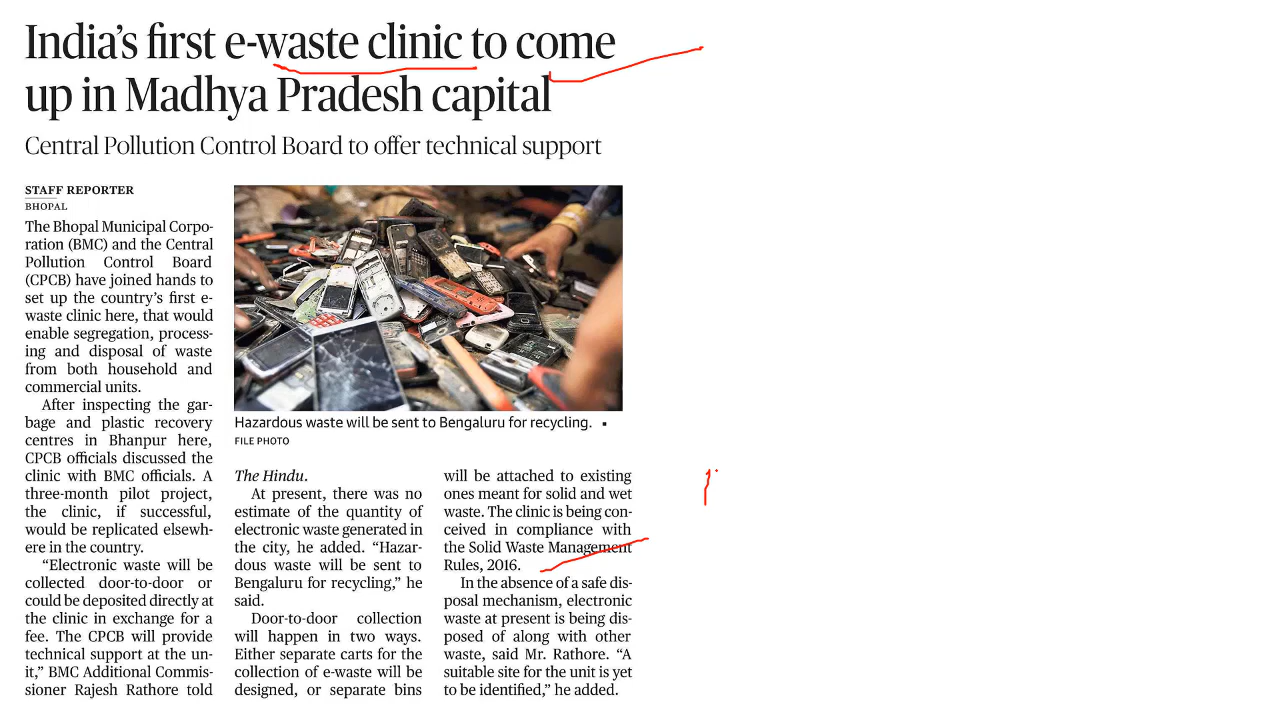 India's first e-waste clinic to come
up in Madhya Pradesh capital
Central Pollution Control Board to offer technical support
STAFF REPORTER
BHOPAL
The Bhopal Municipal Corpo-
ration (BMC) and the Central
Pollution Control Board
(CPCB) have joined hands to
set up the country's first e-
waste clinic here, that would
enable segregation, process-
ing and disposal of waste
from both household and
commercial units.
After inspecting the gar-
bage and plastic recovery
centres in Bhanpur here,
CPCB officials discussed the
clinic with BMC officials. A
three-month pilot project,
the clinic, if successful,
would be replicated elsewh-
ere in the country.
“Electronic waste will be
collected door-to-door or
could be deposited directly at
the clinic in exchange for a
fee. The CPCB will provide
technical support at the un-
it,” BMC Additional Commis-
sioner Rajesh Rathore told
Hazardous waste will be sent to Bengaluru for recycling. ▪
FILE PHOTO
The Hindu.
At present, there was no
estimate of the quantity of
electronic waste generated in
the city, he added. “Hazar-
dous waste will be sent to
Bengaluru for recycling,” he
said.
Door-to-door collection
will happen in two ways.
Either separate carts for the
collection of e-waste will be
designed, or separate bins
will be attached to existing
ones meant for solid and wet
waste. The clinic is being con-
ceived in compliance with
the Solid Waste Management
Rules, 2016.
In the absence of a safe dis-
posal mechanism, electronic
waste at present is being dis-
posed of along with other
waste, said Mr. Rathore. “A
suitable site for the unit is yet
to be identified,” he added.